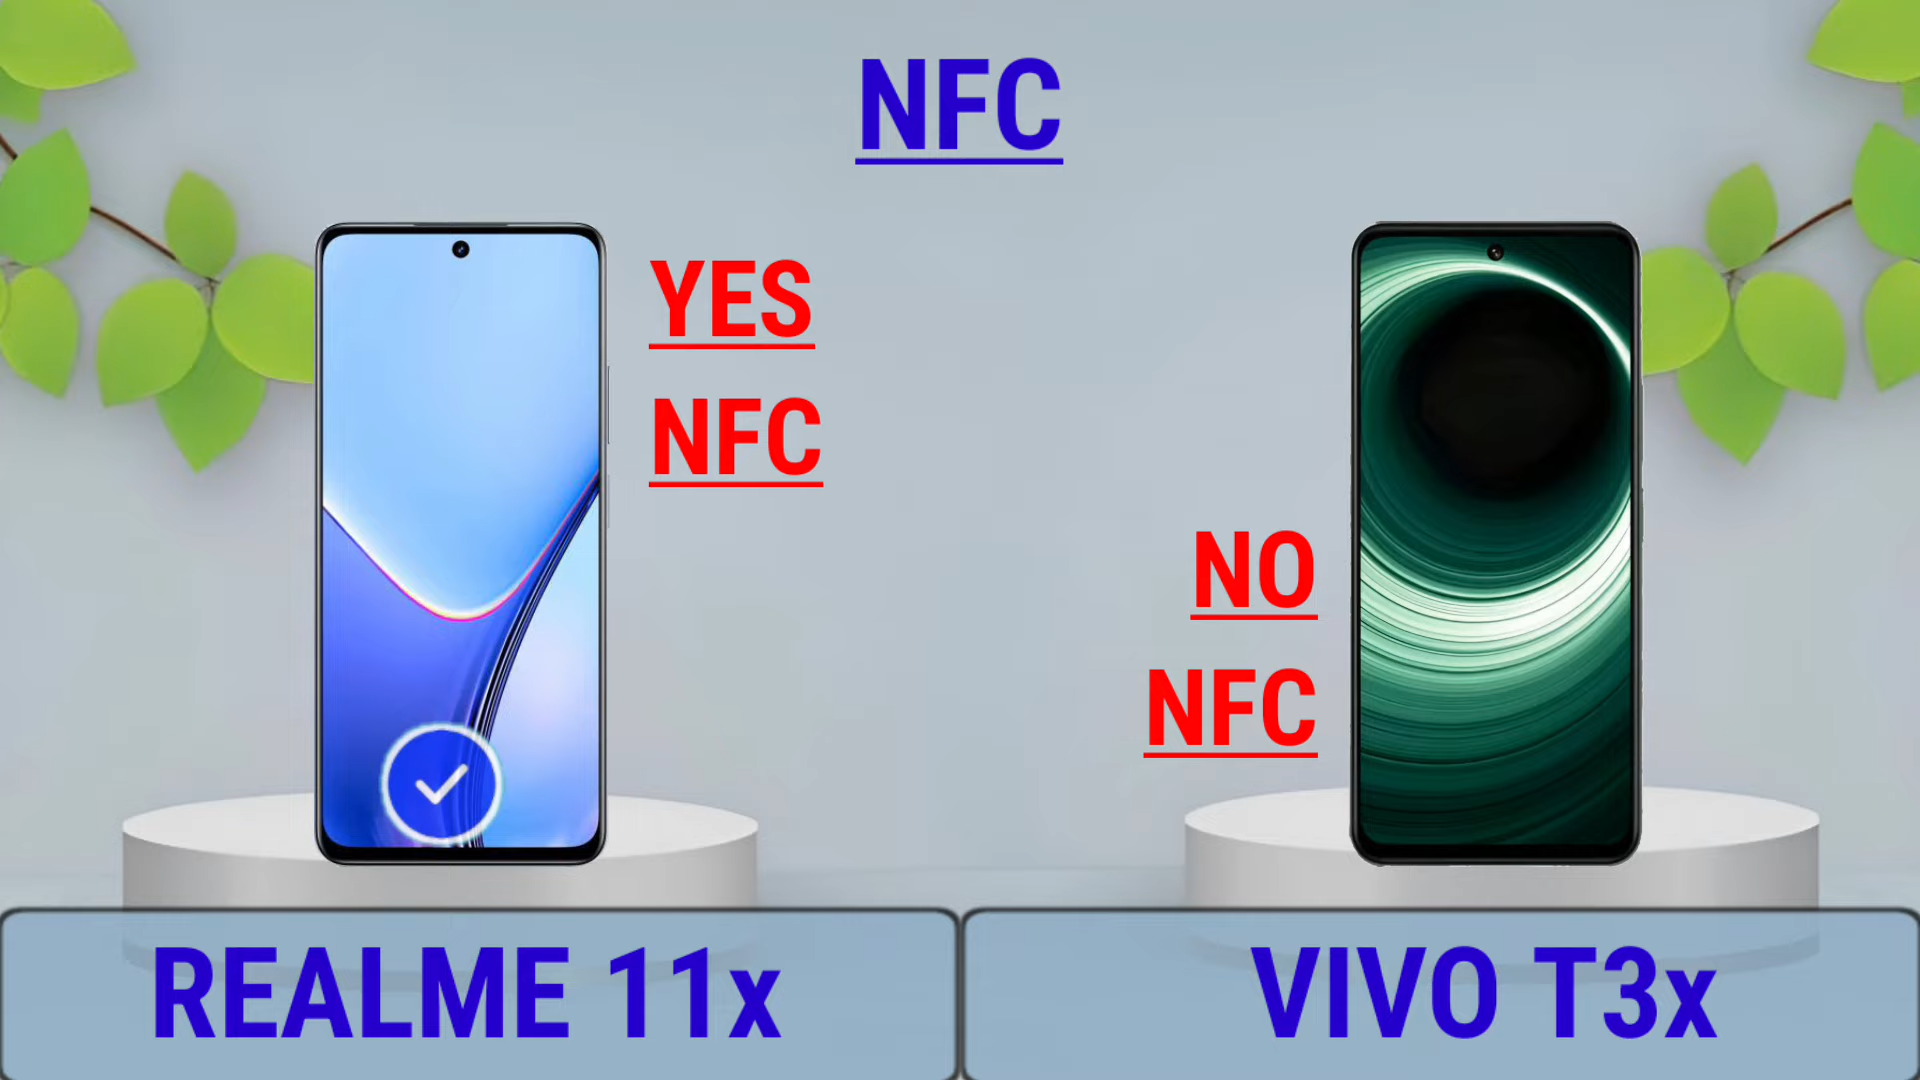 NFC
YES
NFC
NO
NFC
REALME 11x
VIVO T3x